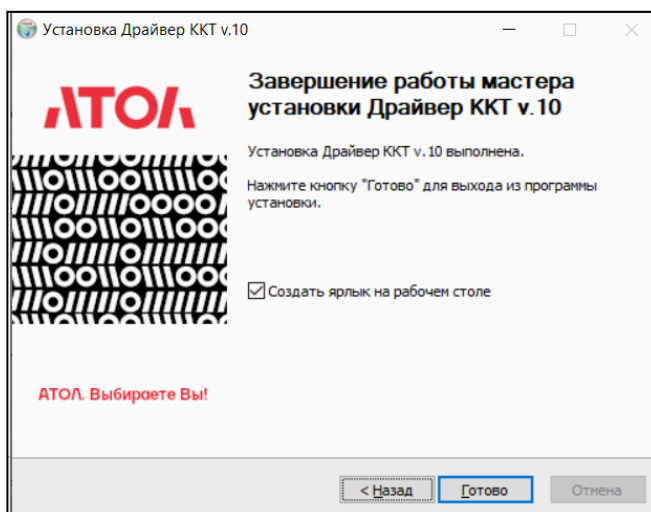 Установка Драйвер ККТ v.10
АТОЛ
Завершение работы мастера
установки Драйвер ККТ v.10
Установка Драйвер ККТ v.10 выполнена.
Нажмите кнопку "Готово" для выхода из программы
установки.
Создать ярлык на рабочем столе
АТОЛ. Выбираете Вы!
< Назад
Готово
Отмена